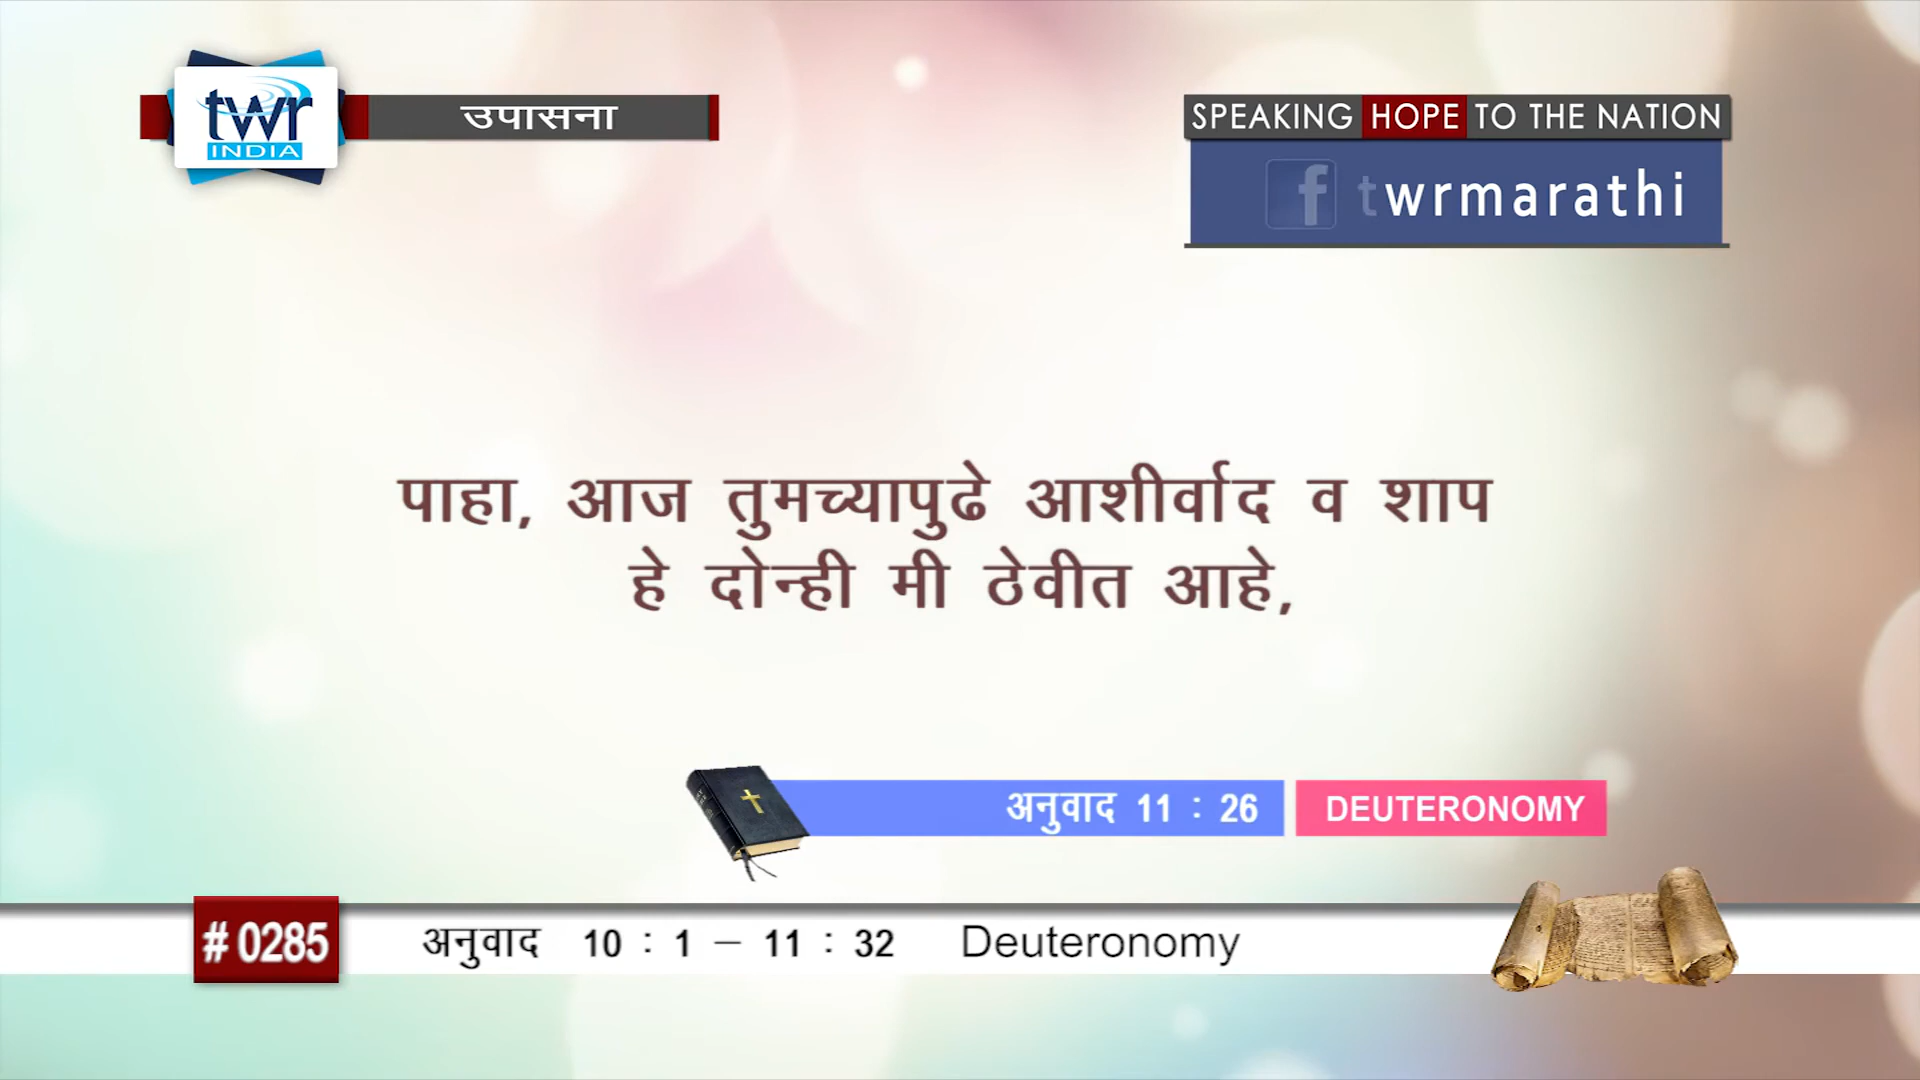 twr
INDIA
उपासना
SPEAKING HOPE TO THE NATION
f twrmarathi
पाहा, आज तुमच्यापुढे आशीर्वाद व शाप
हे दोन्ही मी ठेवीत आहे,
अनुवाद 11 : 26 DEUTERONOMY
# 0285 अनुवाद 10 : 1 – 11 : 32 Deuteronomy